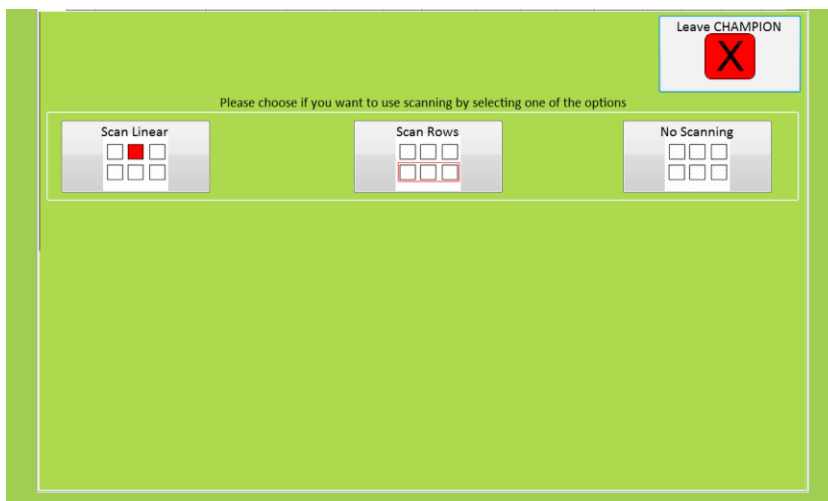 Leave CHAMPION
X
Please choose if you want to use scanning by selecting one of the options
Scan Linear
Scan Rows
No Scanning